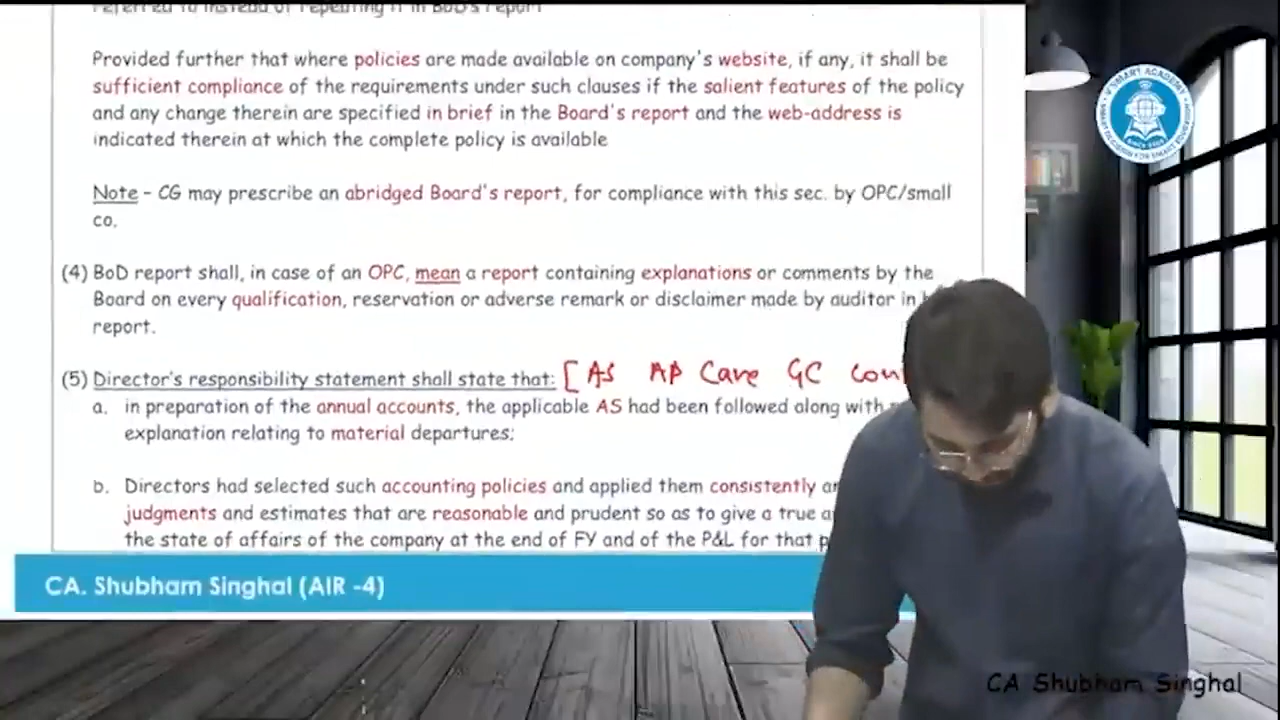 referred to instead of repeating it in BoD's report
Provided further that where policies are made available on company's website, if any, it shall be
sufficient compliance of the requirements under such clauses if the salient features of the policy
and any change therein are specified in brief in the Board's report and the web-address is
indicated therein at which the complete policy is available
Note - CG may prescribe an abridged Board's report, for compliance with this sec. by OPC/small
co.
(4) BoD report shall, in case of an OPC, mean a report containing explanations or comments by the
Board on every qualification, reservation or adverse remark or disclaimer made by auditor in
report.
(5) Director's responsibility statement shall state that: [ AS AP Care GC
a. in preparation of the annual accounts, the applicable AS had been followed along with
explanation relating to material departures;
b. Directors had selected such accounting policies and applied them consistently
judgments and estimates that are reasonable and prudent so as to give a true
the state of affairs of the company at the end of FY and of the P&L for that
CA. Shubham Singhal (AIR -4)
CA Shubham Singhal